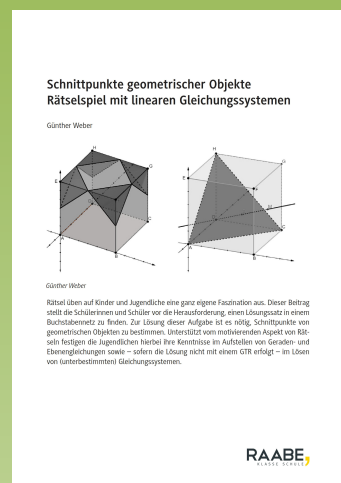 Schnittpunkte geometrischer Objekte
Rätselspiel mit linearen Gleichungssystemen
Günther Weber
H
G
E
D
C
A
B
H
G
E
F
M
D
C
A
B
Günther Weber
Rätsel üben auf Kinder und Jugendliche eine ganz eigene Faszination aus. Dieser Beitrag
stellt die Schülerinnen und Schüler vor die Herausforderung, einen Lösungssatz in einem
Buchstabennetz zu finden. Zur Lösung dieser Aufgabe ist es nötig, Schnittpunkte von
geometrischen Objekten zu bestimmen. Unterstützt vom motivierenden Aspekt von Rät-
seln festigen die Jugendlichen hierbei ihre Kenntnisse im Aufstellen von Geraden- und
Ebenengleichungen sowie – sofern die Lösung nicht mit einem GTR erfolgt – im Lösen
von (unterbestimmten) Gleichungssystemen.
RAABE
KLASSE SCHULE